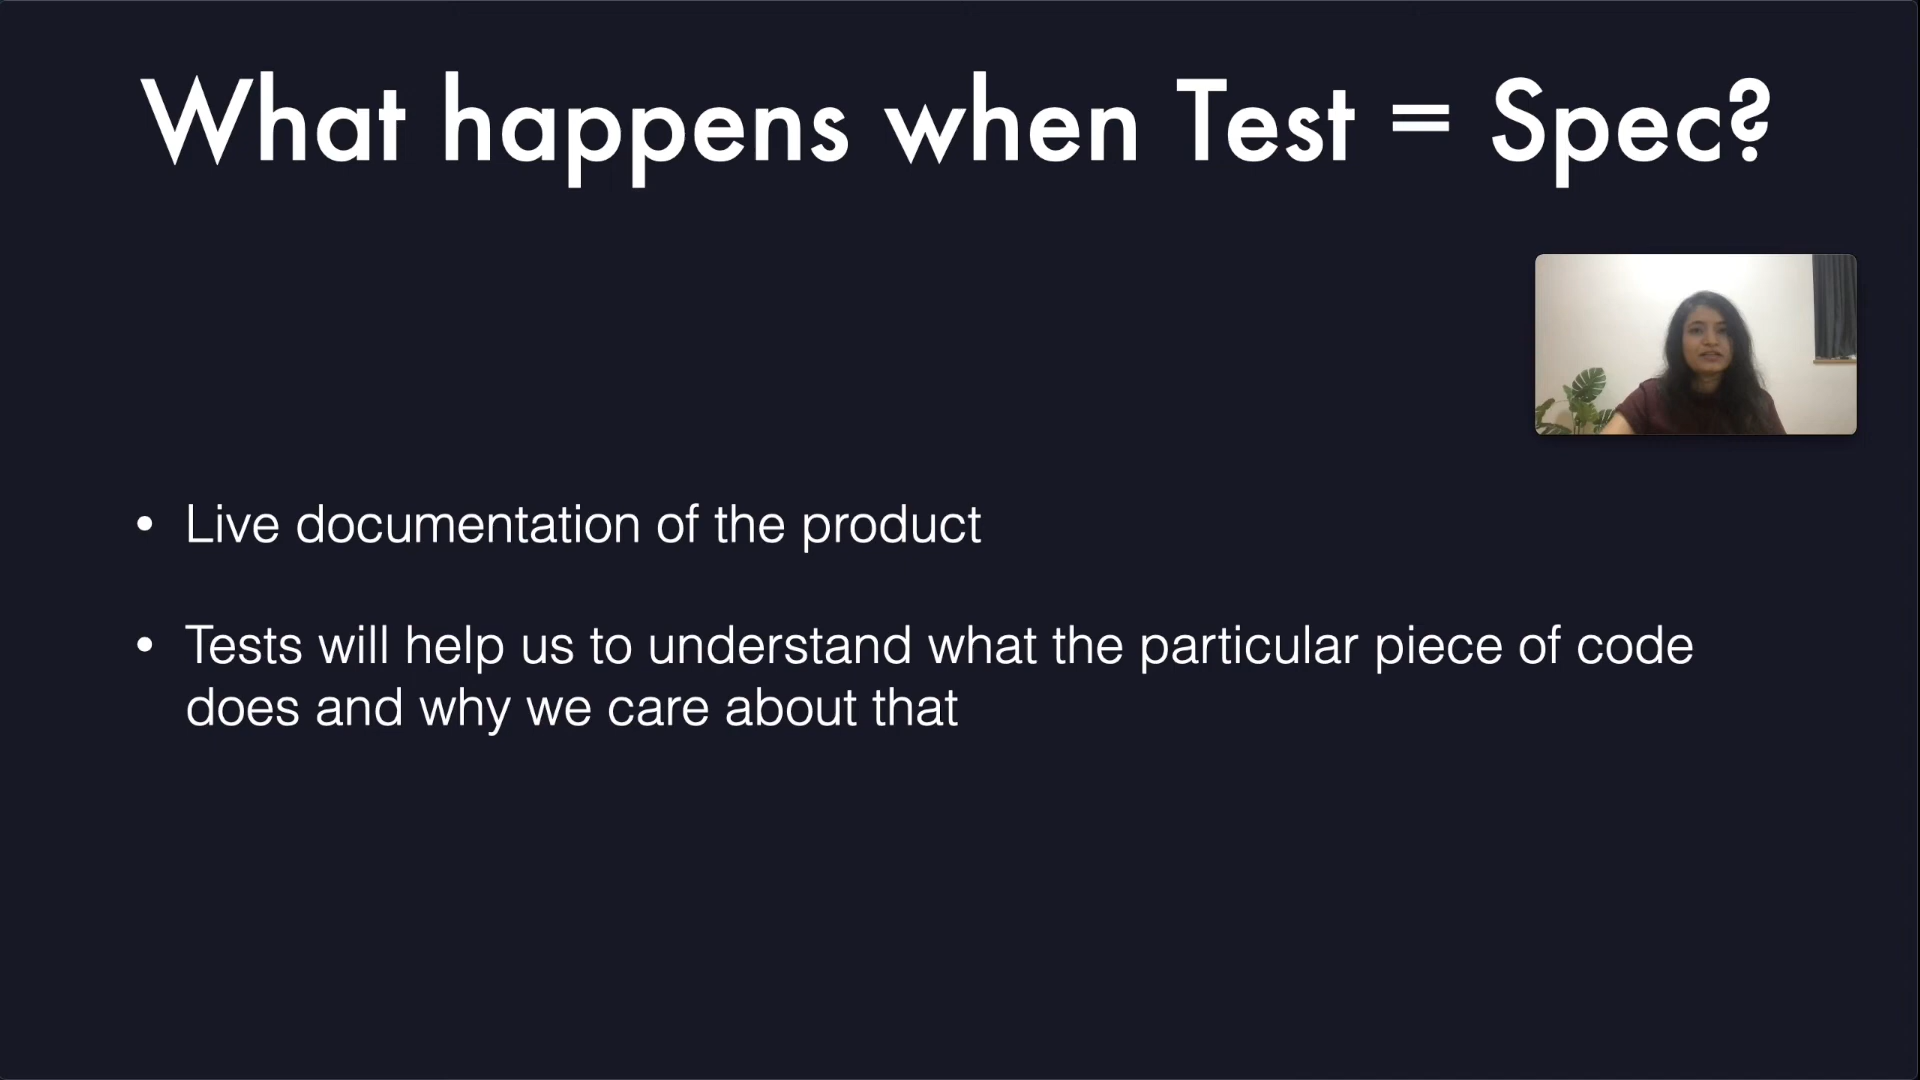 What happens when Test = Spec?
• Live documentation of the product
• Tests will help us to understand what the particular piece of code
does and why we care about that